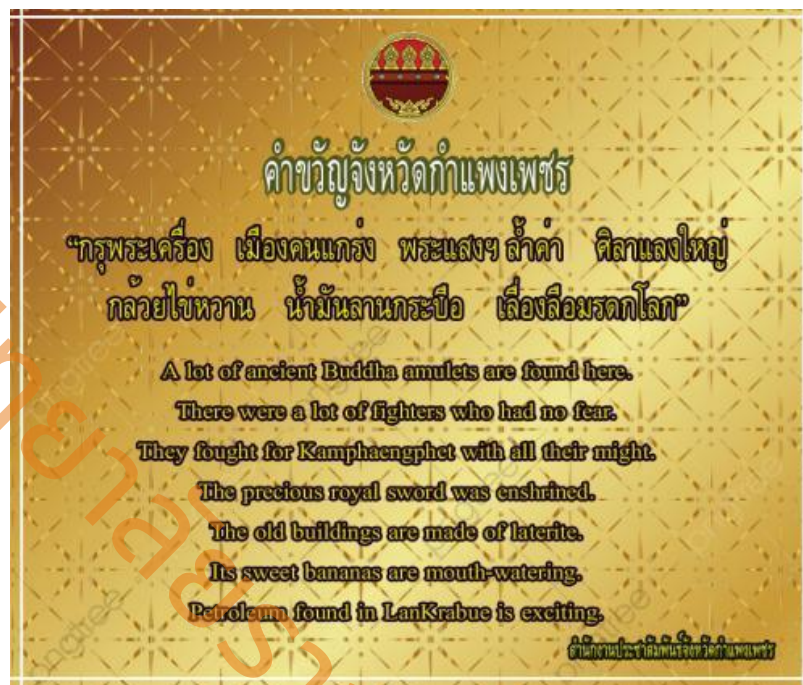 คำขวัญจังหวัดกำแพงเพชร
“กรุพระเครื่อง เมืองคนแกร่ง พระแสงฯ ล้ำค่า ศิลาแลงใหญ่
กล้วยไข่หวาน น้ำมันลานกระบือ เลื่องลือมรดกโลก”
A lot of ancient Buddha amulets are found here.
There were a lot of fighters who had no fear.
They fought for Kamphaengphet with all their might.
The precious royal sword was enshrined.
The old buildings are made of laterite.
Its sweet bananas are mouth-watering.
Petroleum found in LanKrabue is exciting.
สำนักงานประชาสัมพันธ์จังหวัดกำแพงเพชร